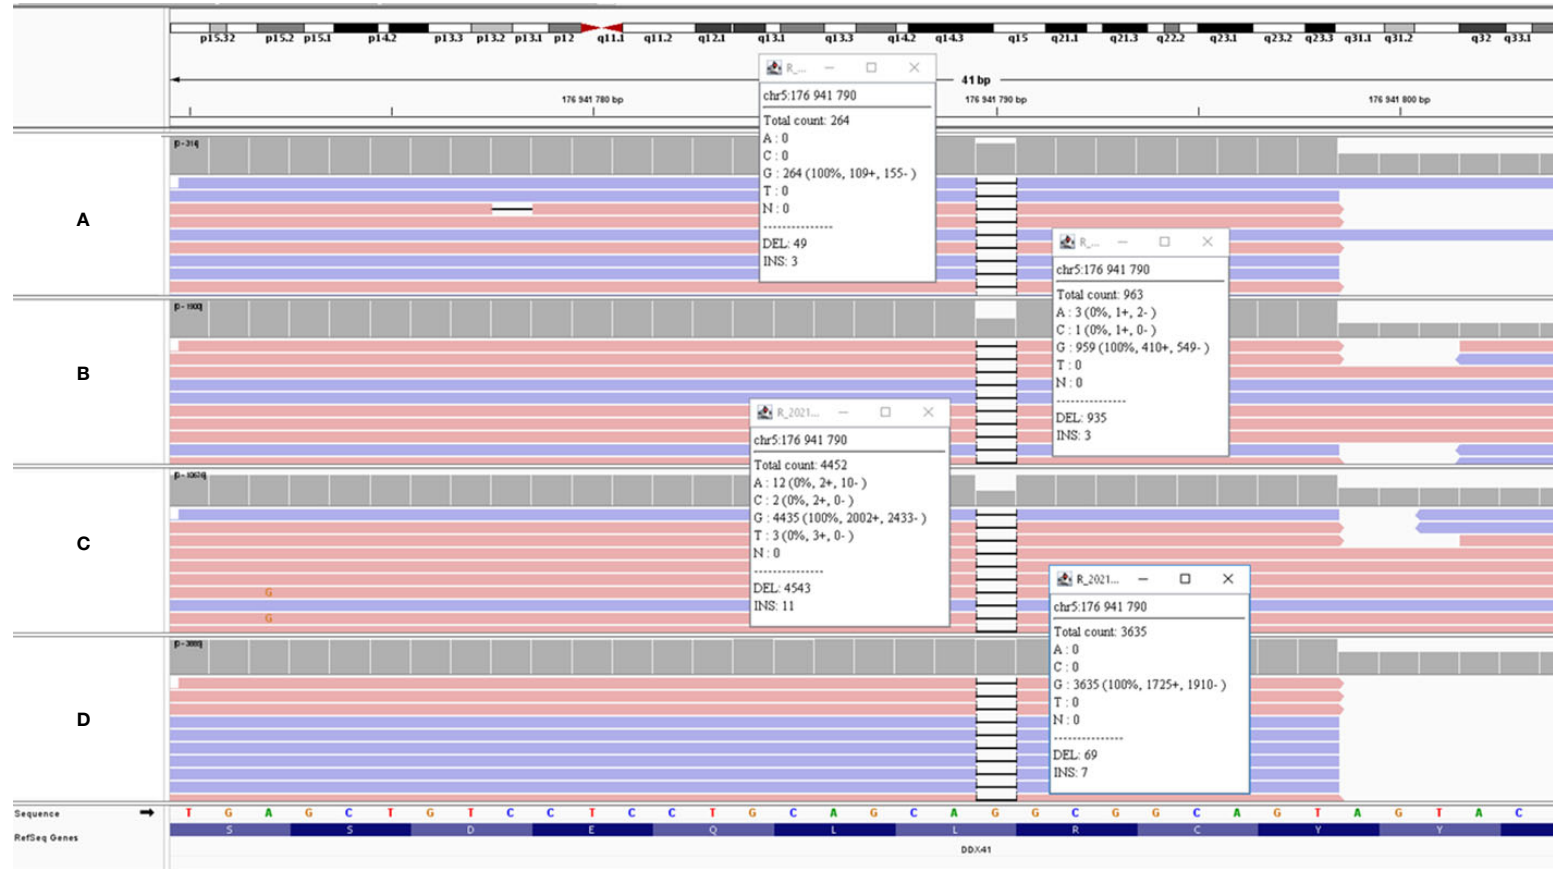 p15.32 p15.2 p15.1 p14.2 p13.3 p13.2 p13.1 p12 q11.1 q11.2 q12.1 q13.1 q13.3 q14.2 q14.3 q15 q21.1 q21.3 q22.2 q23.1 q23.2 q23.3 q31.1 q31.2 q32 q33.1
41 bp
176 941 780 bp 176 941 790 bp 176 941 800 bp
R_...
chr5:176 941 790
Total count: 264
A : 0
C : 0
G : 264 (100%, 109+, 155- )
T : 0
N : 0
---------------
DEL: 49
INS: 3
A
R_...
chr5:176 941 790
Total count: 963
A : 3 (0%, 1+, 2- )
C : 1 (0%, 1+, 0- )
G : 959 (100%, 410+, 549- )
T : 0
N : 0
---------------
DEL: 935
INS: 3
B
R_2021...
chr5:176 941 790
Total count: 4452
A : 12 (0%, 2+, 10- )
C : 2 (0%, 2+, 0- )
G : 4435 (100%, 2002+, 2433- )
T : 3 (0%, 3+, 0- )
N : 0
---------------
DEL: 4543
INS: 11
C
G
G
R_2021...
chr5:176 941 790
Total count: 3635
A : 0
C : 0
G : 3635 (100%, 1725+, 1910- )
T : 0
N : 0
---------------
DEL: 69
INS: 7
D
Sequence T G A G C T G T C C T C C T G C A G C A G G C G G C A G T A G T A C
RefSeq Genes S S D E Q L L R C Y Y
DDX41